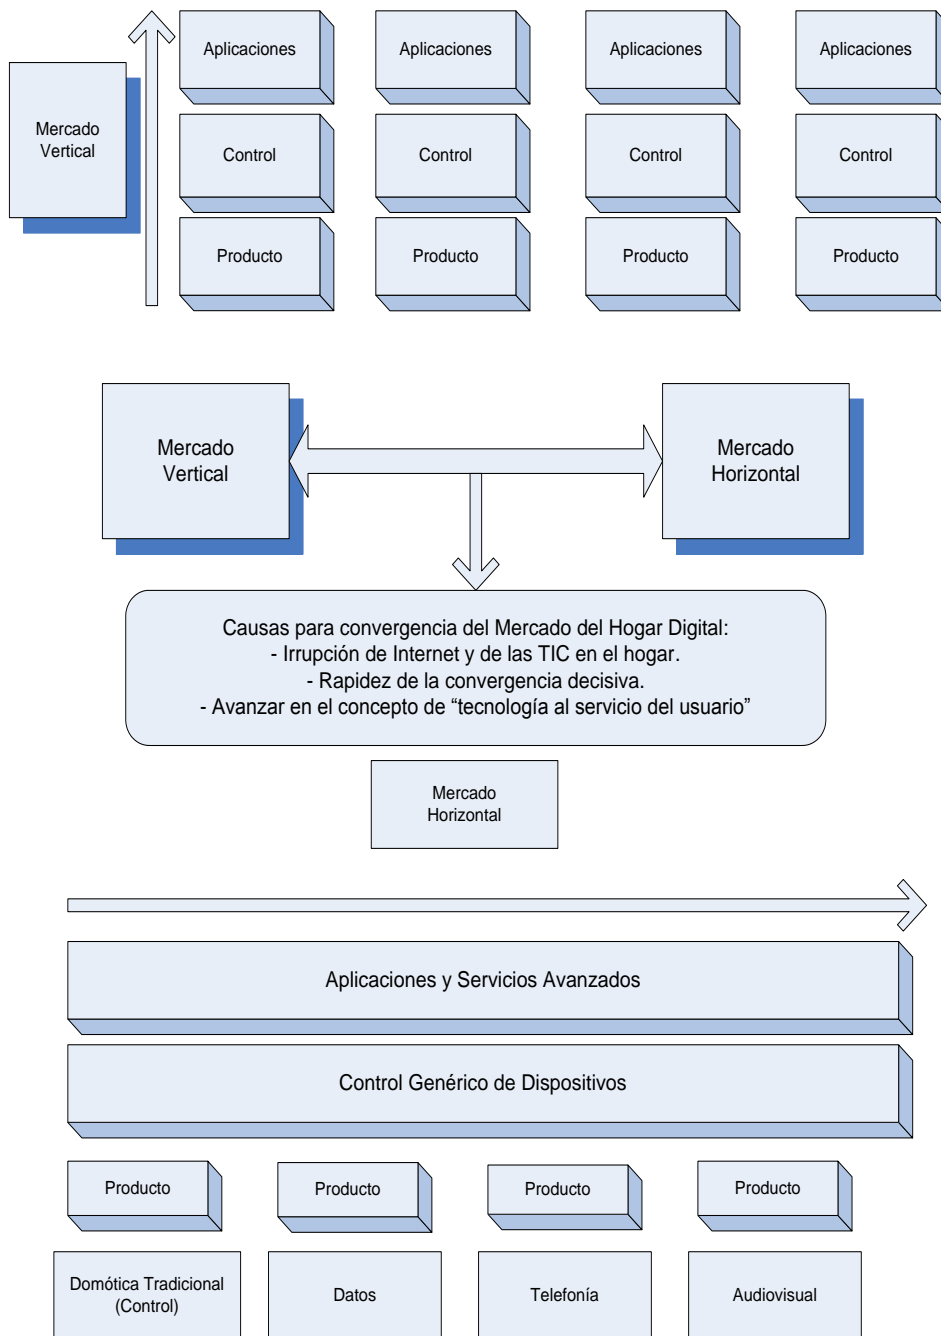 Aplicaciones
Aplicaciones
Aplicaciones
Aplicaciones
Mercado
Vertical
Control
Control
Control
Control
Producto
Producto
Producto
Producto
Mercado
Vertical
Mercado
Horizontal
Causas para convergencia del Mercado del Hogar Digital:
- Irrupción de Internet y de las TIC en el hogar.
- Rapidez de la convergencia decisiva.
- Avanzar en el concepto de “tecnología al servicio del usuario”
Mercado
Horizontal
Aplicaciones y Servicios Avanzados
Control Genérico de Dispositivos
Producto
Producto
Producto
Producto
Domótica Tradicional
(Control)
Datos
Telefonía
Audiovisual